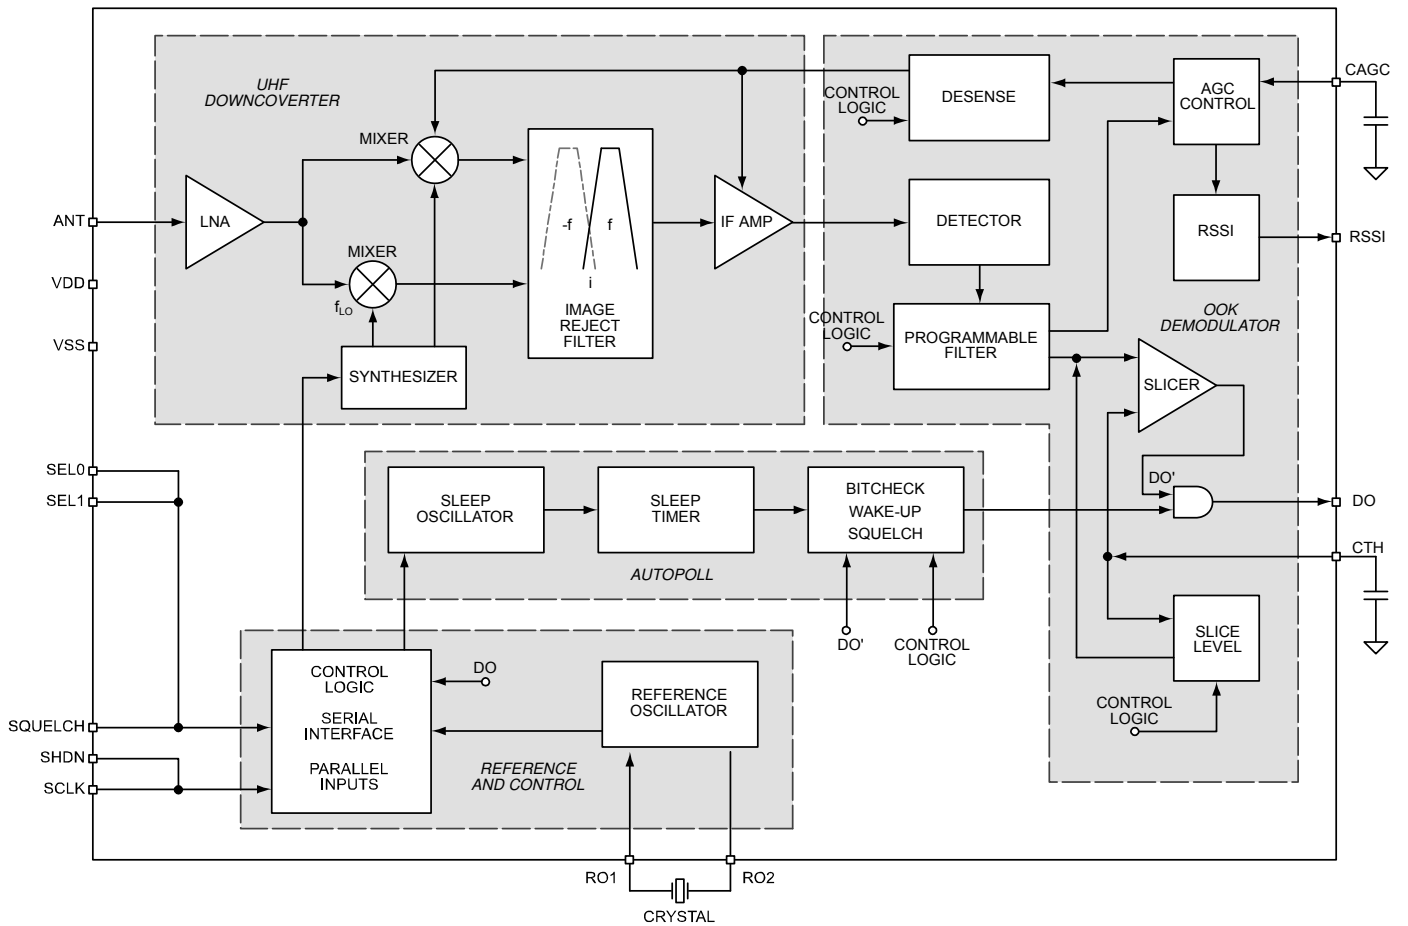 UHF
DOWNCOVERTER
MIXER
LNA
MIXER
fLO
SYNTHESIZER
-f
f
i
IMAGE
REJECT
FILTER
IF AMP
CONTROL
LOGIC
DESENSE
AGC
CONTROL
CAGC
DETECTOR
RSSI
RSSI
OOK
DEMODULATOR
CONTROL
LOGIC
PROGRAMMABLE
FILTER
SLICER
DO'
DO
CTH
SLICE
LEVEL
CONTROL
LOGIC
ANT
VDD
VSS
SEL0
SEL1
SQUELCH
SHDN
SCLK
SLEEP
OSCILLATOR
SLEEP
TIMER
BITCHECK
WAKE-UP
SQUELCH
AUTOPOLL
DO'
CONTROL
LOGIC
CONTROL
LOGIC
SERIAL
INTERFACE
PARALLEL
INPUTS
DO
REFERENCE
OSCILLATOR
REFERENCE
AND CONTROL
RO1
RO2
CRYSTAL